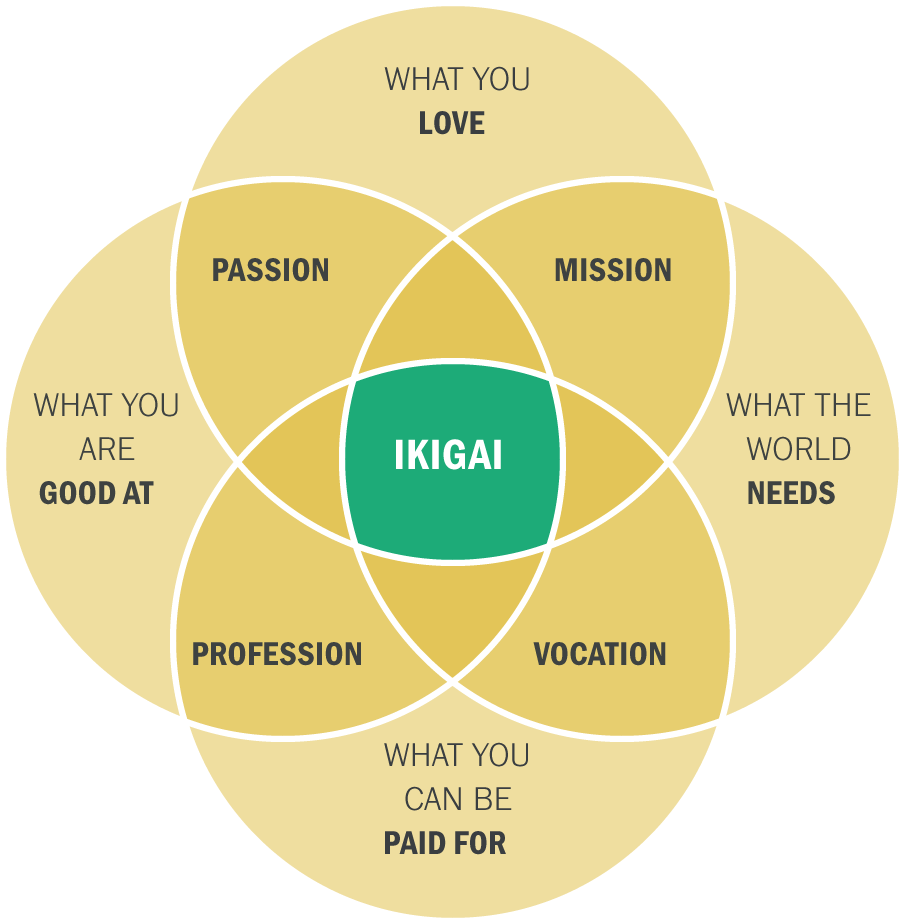 WHAT YOU
LOVE
PASSION
MISSION
WHAT YOU
ARE
GOOD AT
IKIGAI
WHAT THE
WORLD
NEEDS
PROFESSION
VOCATION
WHAT YOU
CAN BE
PAID FOR